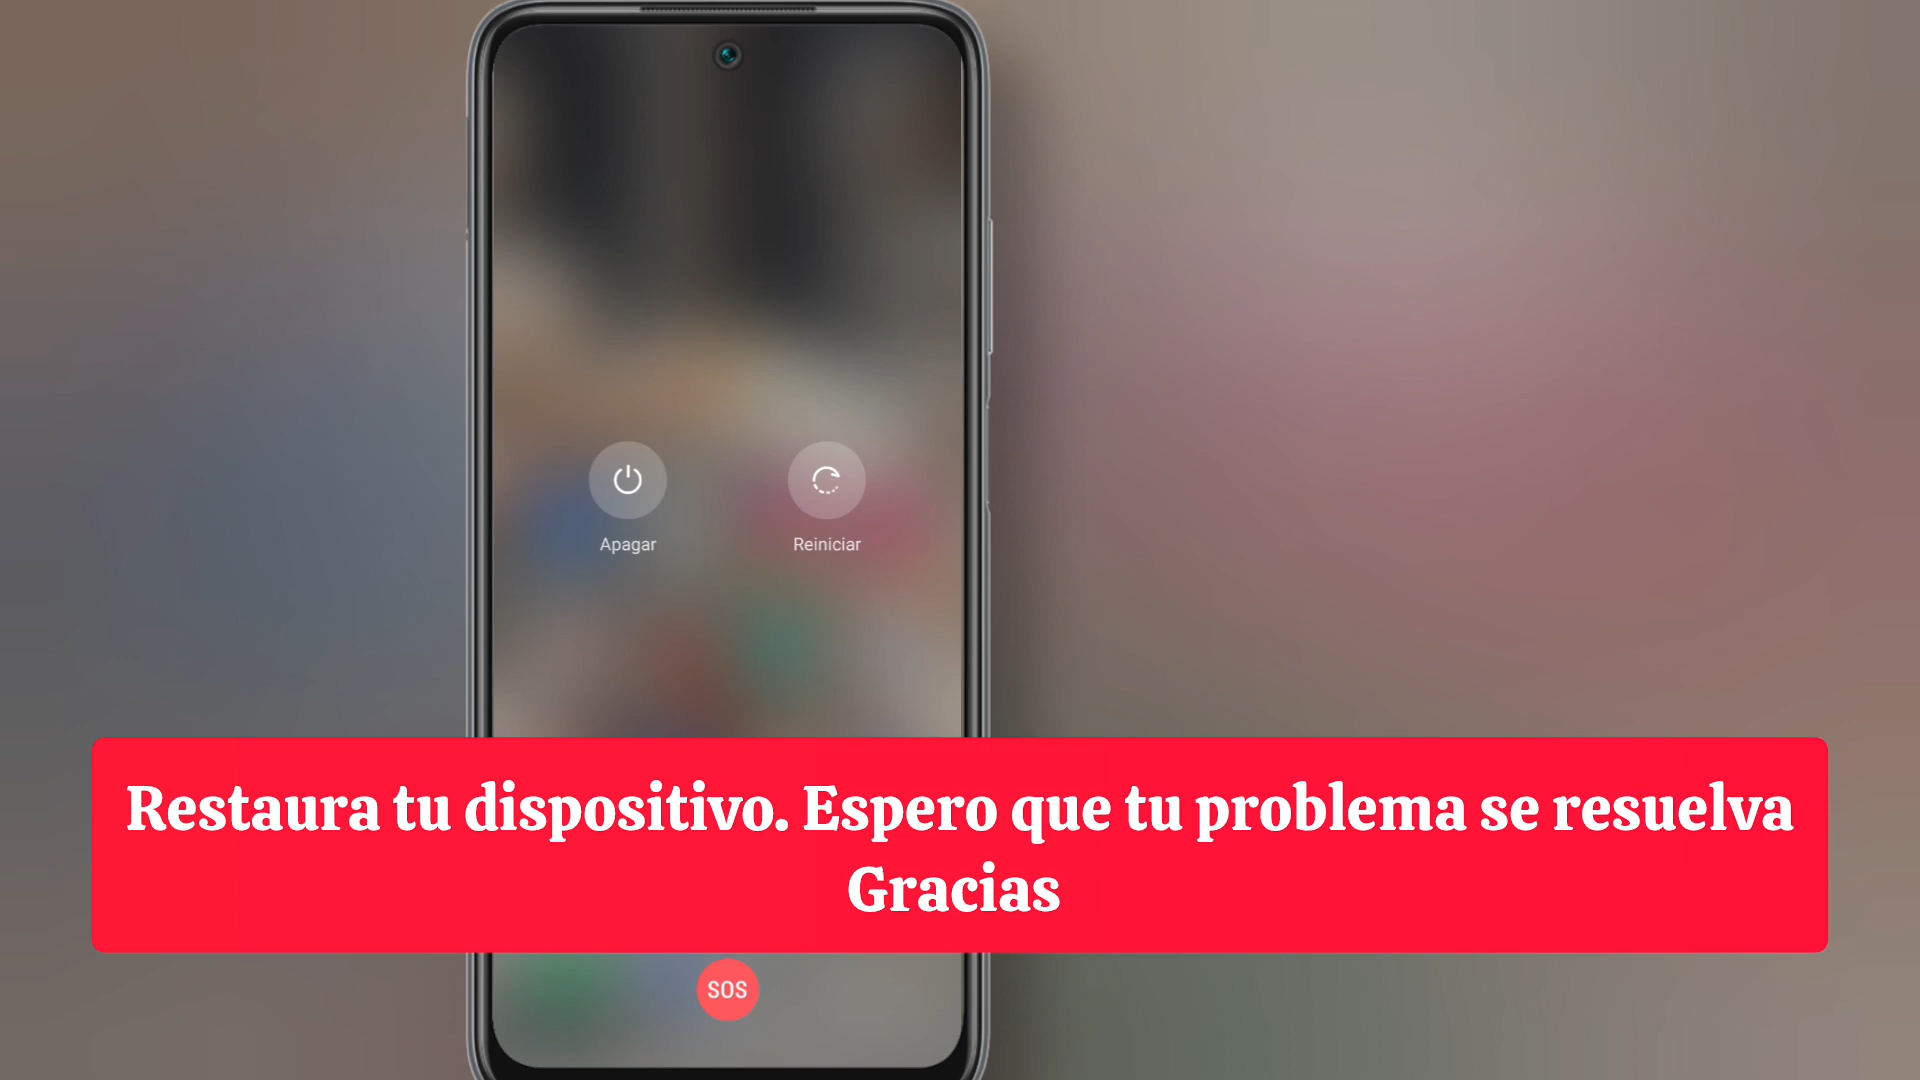 Apagar
Reiniciar
Restaura tu dispositivo. Espero que tu problema se resuelva
Gracias
SOS